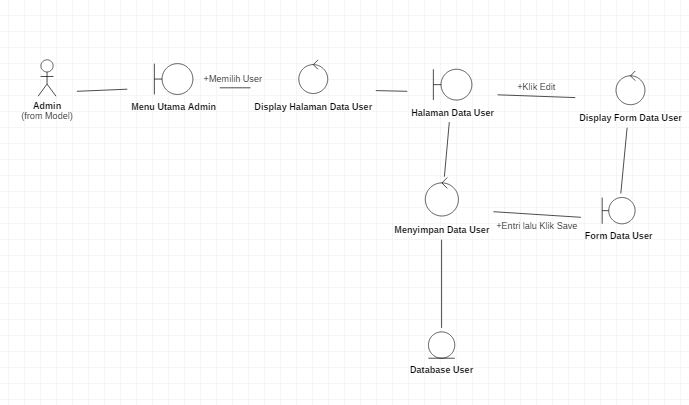 +Memilih User
+Klik Edit
Admin
(from Model)
Menu Utama Admin
Display Halaman Data User
Halaman Data User
Display Form Data User
Menyimpan Data User
+Entri lalu Klik Save
Form Data User
Database User